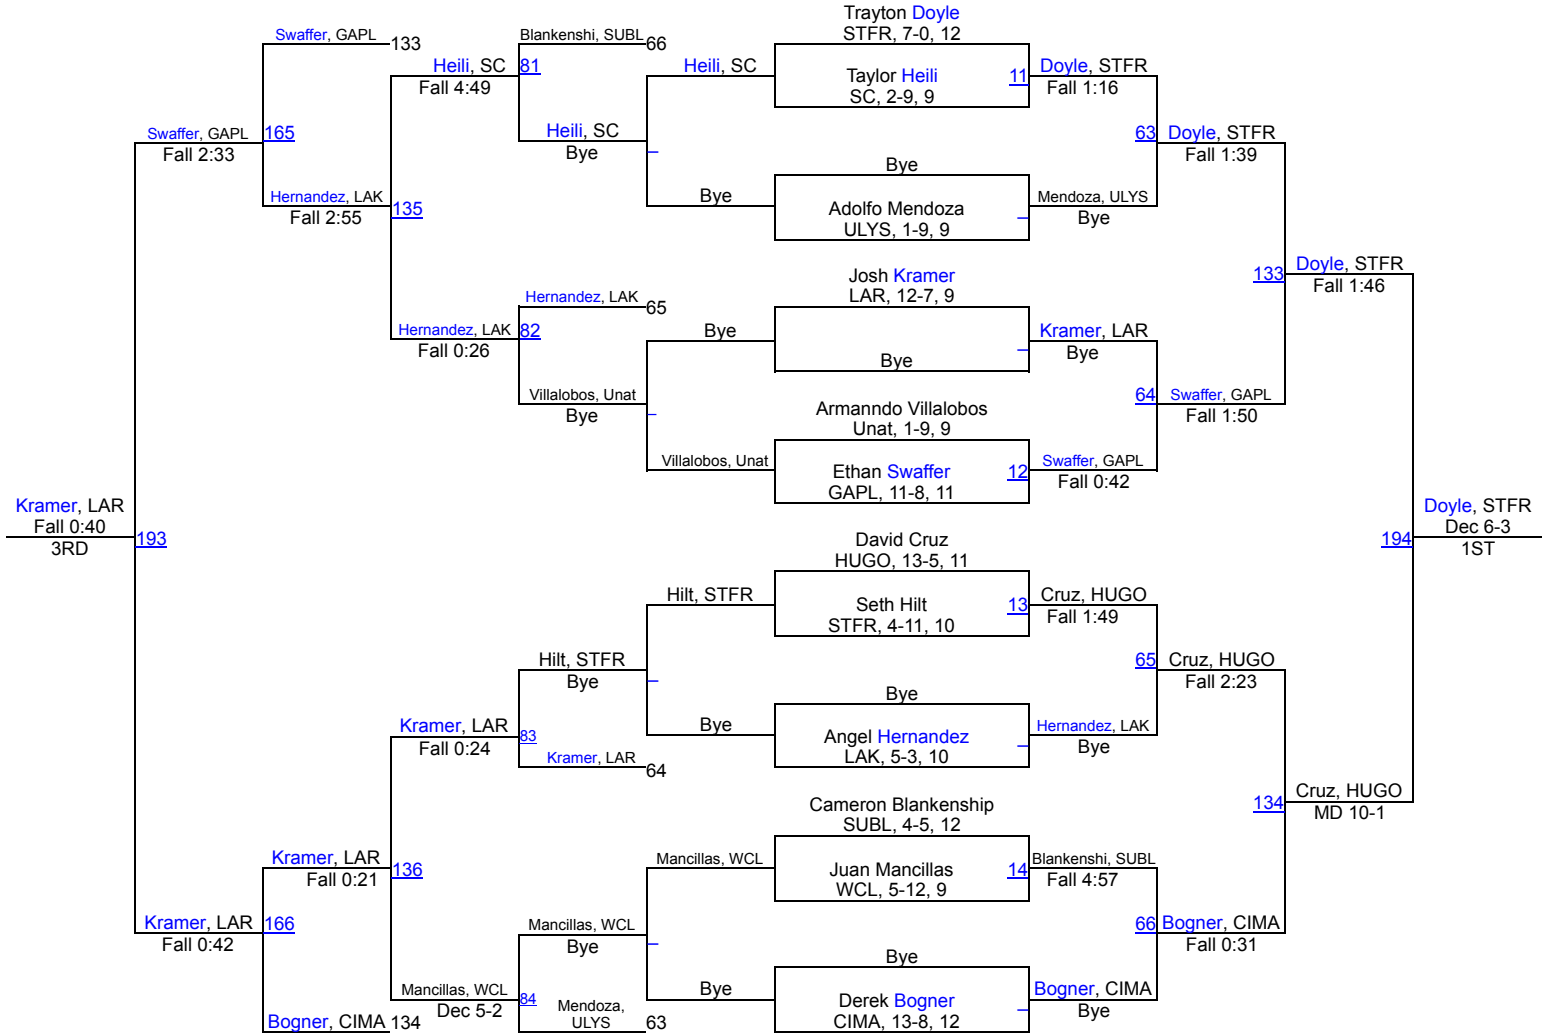 Trayton Doyle
STFR, 7-0, 12
Swaffer, GAPL
133
Blankenshi, SUBL
66
Heili, SC
Fall 4:49
81
Heili, SC
Taylor Heili
SC, 2-9, 9
11
Doyle, STFR
Fall 1:16
Swaffer, GAPL
Fall 2:33
165
Heili, SC
Bye
63
Doyle, STFR
Fall 1:39
Bye
Hernandez, LAK
Fall 2:55
135
Bye
Adolfo Mendoza
ULYS, 1-9, 9
Mendoza, ULYS
Bye
133
Doyle, STFR
Fall 1:46
Josh Kramer
LAR, 12-7, 9
Hernandez, LAK
65
Hernandez, LAK
Fall 0:26
82
Bye
Bye
Kramer, LAR
Bye
Villalobos, Unat
Bye
64
Swaffer, GAPL
Fall 1:50
Armanndo Villalobos
Unat, 1-9, 9
Villalobos, Unat
Ethan Swaffer
GAPL, 11-8, 11
12
Swaffer, GAPL
Fall 0:42
Kramer, LAR
Fall 0:40
3RD
193
194
Doyle, STFR
Dec 6-3
1ST
David Cruz
HUGO, 13-5, 11
Hilt, STFR
Seth Hilt
STFR, 4-11, 10
13
Cruz, HUGO
Fall 1:49
Hilt, STFR
Bye
65
Cruz, HUGO
Fall 2:23
Bye
Kramer, LAR
Fall 0:24
83
Bye
Angel Hernandez
LAK, 5-3, 10
Hernandez, LAK
Bye
Kramer, LAR
64
134
Cruz, HUGO
MD 10-1
Cameron Blankenship
SUBL, 4-5, 12
Kramer, LAR
Fall 0:21
136
Mancillas, WCL
Juan Mancillas
WCL, 5-12, 9
14
Blankenshi, SUBL
Fall 4:57
Kramer, LAR
Fall 0:42
166
Mancillas, WCL
Bye
66
Bogner, CIMA
Fall 0:31
Bye
Mancillas, WCL
Dec 5-2
84
Bye
Derek Bogner
CIMA, 13-8, 12
Bogner, CIMA
Bye
Mendoza,
ULYS
63
Bogner, CIMA
134